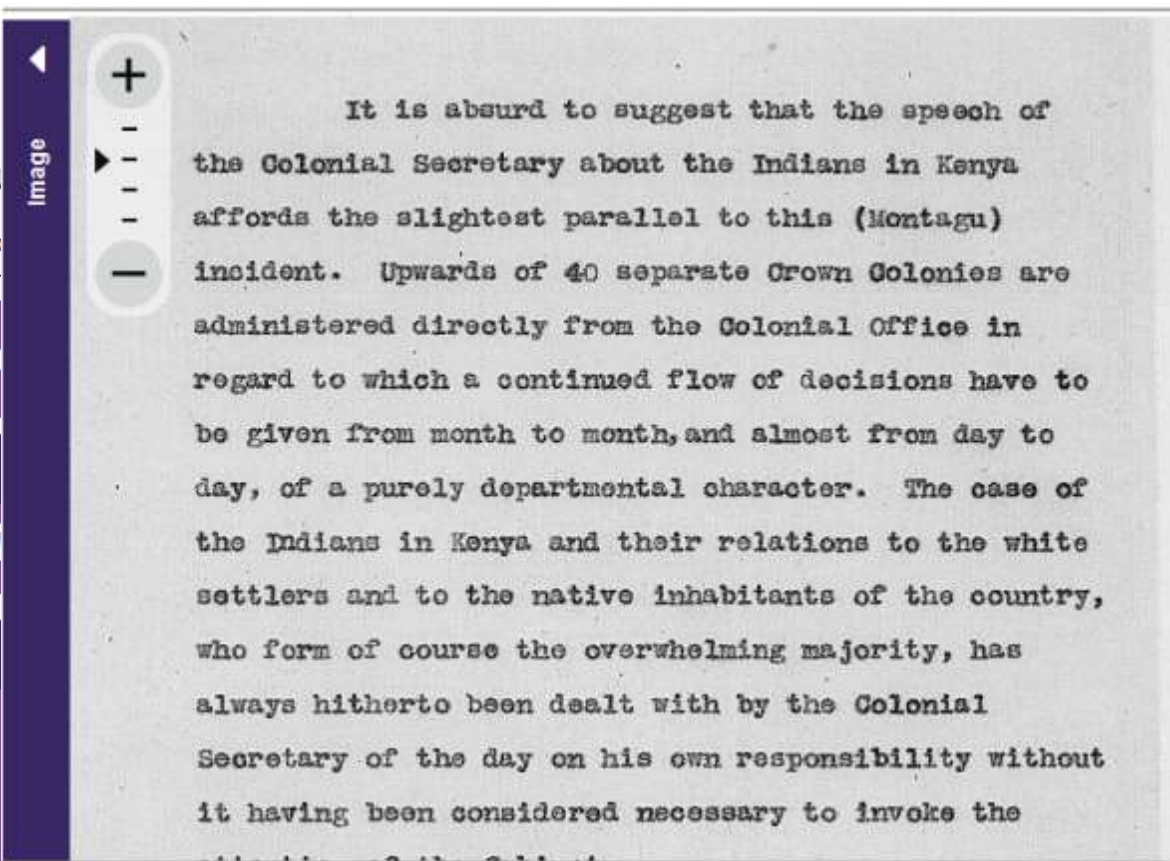 Image
It is absurd to suggest that the speech of
the Colonial Secretary about the Indians in Kenya
affords the slightest parallel to this (Montagu)
incident. Upwards of 40 separate Crown Colonies are
administered directly from the Colonial Office in
regard to which a continued flow of decisions have to
be given from month to month, and almost from day to
day, of a purely departmental character. The case of
the Indians in Kenya and their relations to the white
settlers and to the native inhabitants of the country,
who form of course the overwhelming majority, has
always hitherto been dealt with by the Colonial
Secretary of the day on his own responsibility without
it having been considered necessary to invoke the